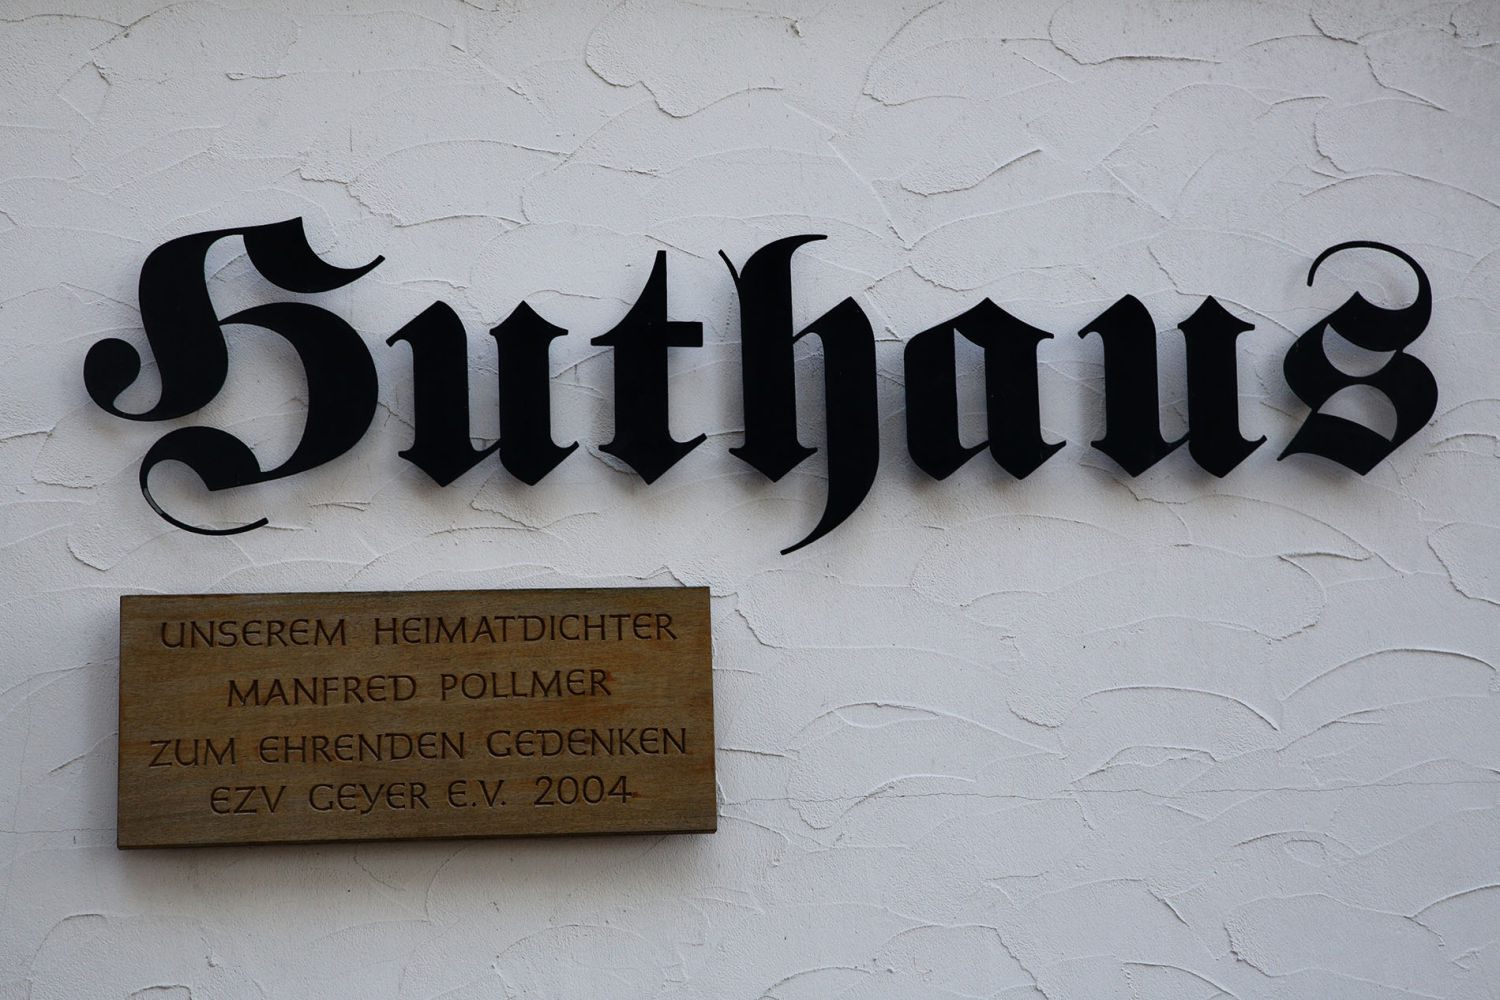 Huthaus
UNSEREM HEIMATDICHTER
MANFRED POLLMER
ZUM EHRENDEN GEDENKEN
EZV GEYER E.V. 2004